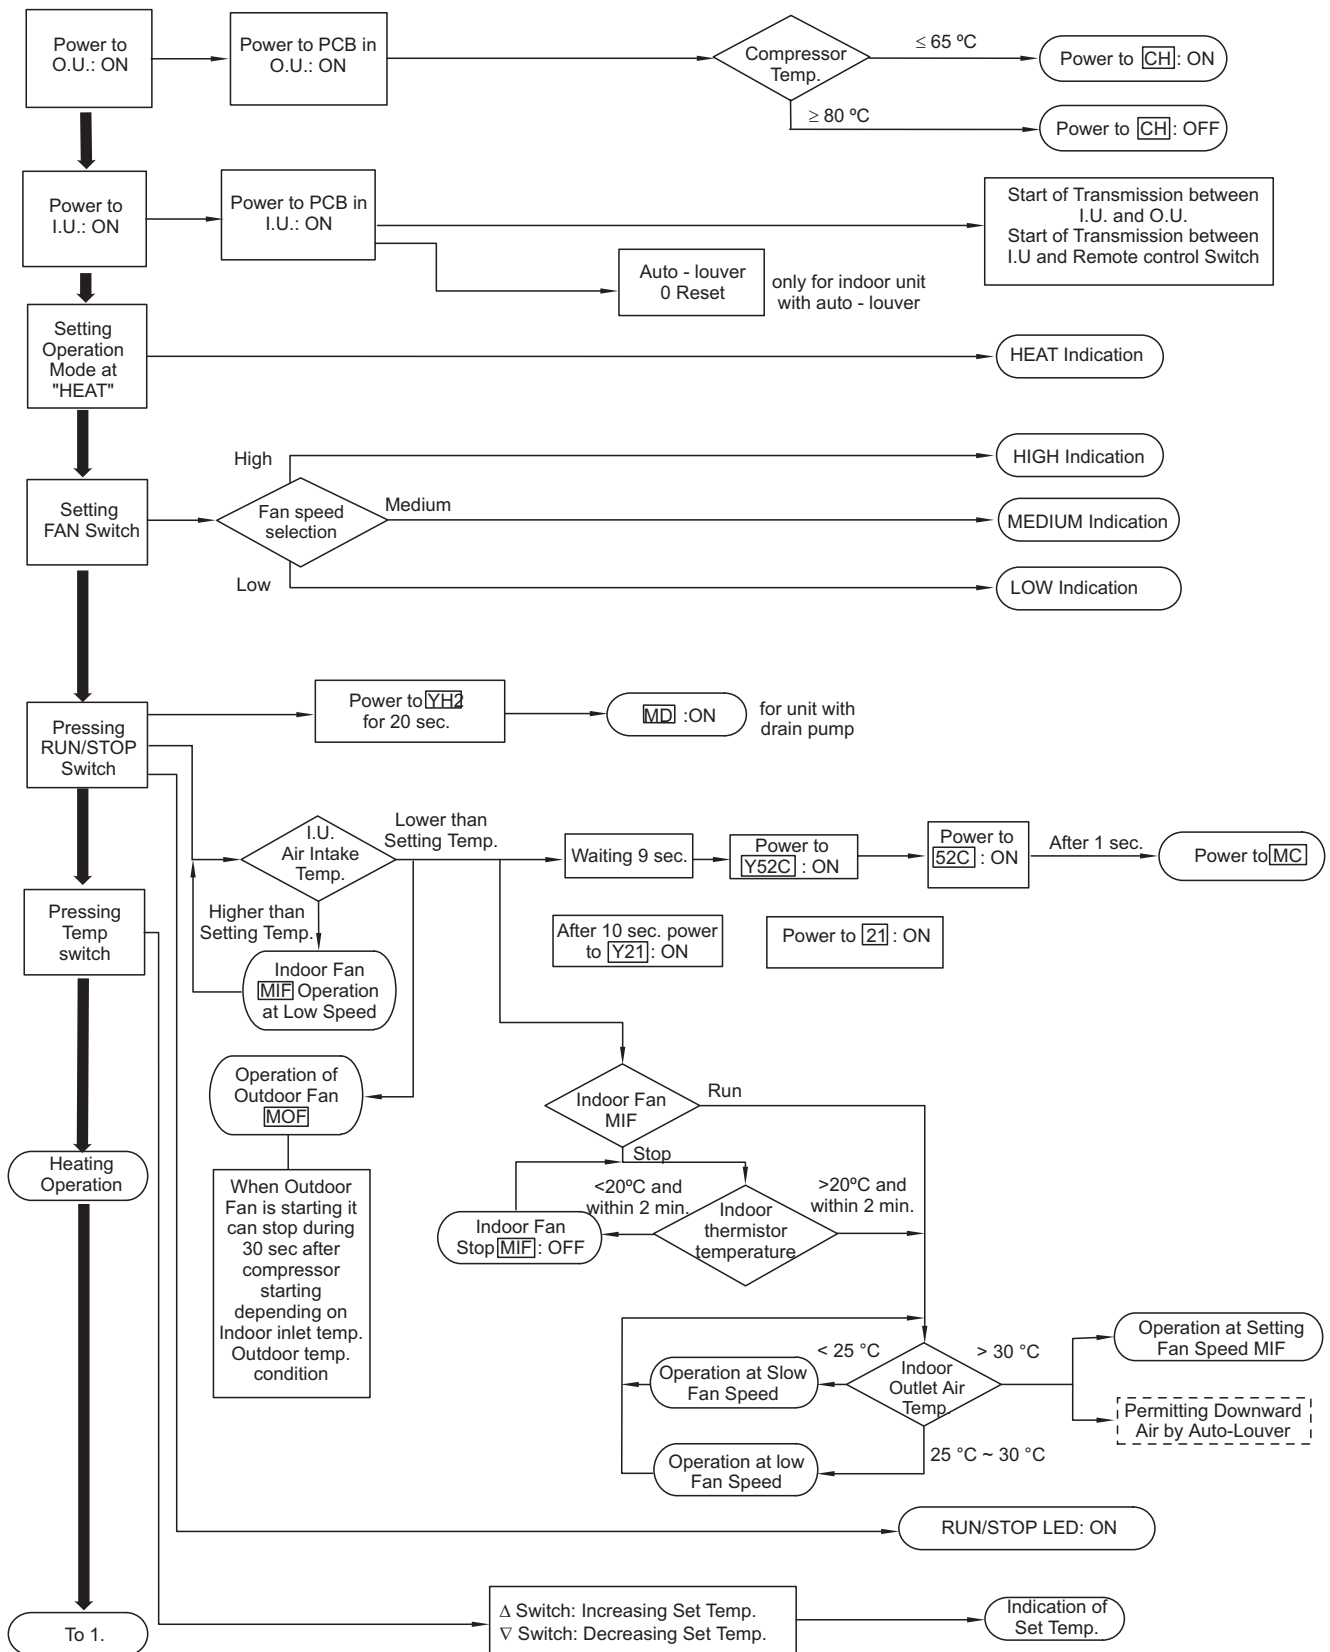 Power to
O.U.: ON
Power to PCB in
O.U.: ON
Compressor
Temp.
≤ 65 ºC
Power to CH: ON
≥ 80 ºC
Power to CH: OFF
Power to
I.U.: ON
Power to PCB in
I.U.: ON
Start of Transmission between
I.U. and O.U.
Start of Transmission between
I.U and Remote control Switch
Auto - louver
0 Reset
only for indoor unit
with auto - louver
Setting
Operation
Mode at
"HEAT"
HEAT Indication
High
HIGH Indication
Setting
FAN Switch
Fan speed
selection
Medium
MEDIUM Indication
Low
LOW Indication
Pressing
RUN/STOP
Switch
Power to YH2
for 20 sec.
MD :ON
for unit with
drain pump
I.U.
Air Intake
Temp.
Lower than
Setting Temp.
Waiting 9 sec.
Power to
Y52C : ON
Power to
52C : ON
After 1 sec.
Power to MC
Pressing
Temp
switch
Higher than
Setting Temp.
After 10 sec. power
to Y21: ON
Power to 21: ON
Indoor Fan
MIF Operation
at Low Speed
Operation of
Outdoor Fan
MOF
Indoor Fan
MIF
Run
Stop
Heating
Operation
When Outdoor
Fan is starting it
can stop during
30 sec after
compressor
starting
depending on
Indoor inlet temp.
Outdoor temp.
condition
<20ºC and
within 2 min.
>20ºC and
within 2 min.
Indoor
thermistor
temperature
Indoor Fan
Stop MIF: OFF
< 25 °C
> 30 °C
Operation at Setting
Fan Speed MIF
Operation at Slow
Fan Speed
Indoor
Outlet Air
Temp.
Permitting Downward
Air by Auto-Louver
25 °C ~ 30 °C
Operation at low
Fan Speed
RUN/STOP LED: ON
To 1.
Δ Switch: Increasing Set Temp.
∇ Switch: Decreasing Set Temp.
Indication of
Set Temp.